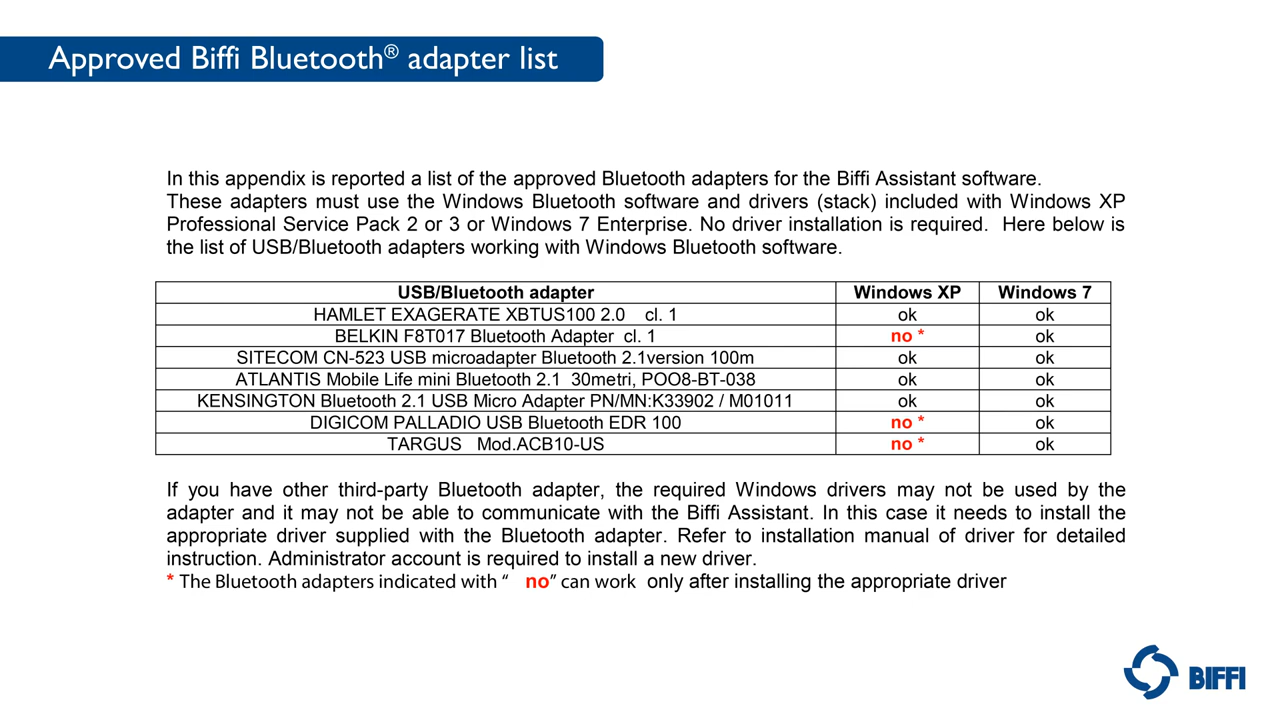 Approved Biffi Bluetooth® adapter list
In this appendix is reported a list of the approved Bluetooth adapters for the Biffi Assistant software.
These adapters must use the Windows Bluetooth software and drivers (stack) included with Windows XP
Professional Service Pack 2 or 3 or Windows 7 Enterprise. No driver installation is required. Here below is
the list of USB/Bluetooth adapters working with Windows Bluetooth software.
USB/Bluetooth adapter Windows XP Windows 7
HAMLET EXAGERATE XBTUS100 2.0 cl. 1 ok ok
BELKIN F8T017 Bluetooth Adapter cl. 1 no * ok
SITECOM CN-523 USB microadapter Bluetooth 2.1version 100m ok ok
ATLANTIS Mobile Life mini Bluetooth 2.1 30metri, POO8-BT-038 ok ok
KENSINGTON Bluetooth 2.1 USB Micro Adapter PN/MN:K33902 / M01011 ok ok
DIGICOM PALLADIO USB Bluetooth EDR 100 no * ok
TARGUS Mod.ACB10-US no * ok
If you have other third-party Bluetooth adapter, the required Windows drivers may not be used by the
adapter and it may not be able to communicate with the Biffi Assistant. In this case it needs to install the
appropriate driver supplied with the Bluetooth adapter. Refer to installation manual of driver for detailed
instruction. Administrator account is required to install a new driver.
* The Bluetooth adapters indicated with “ no” can work only after installing the appropriate driver
BIFFI